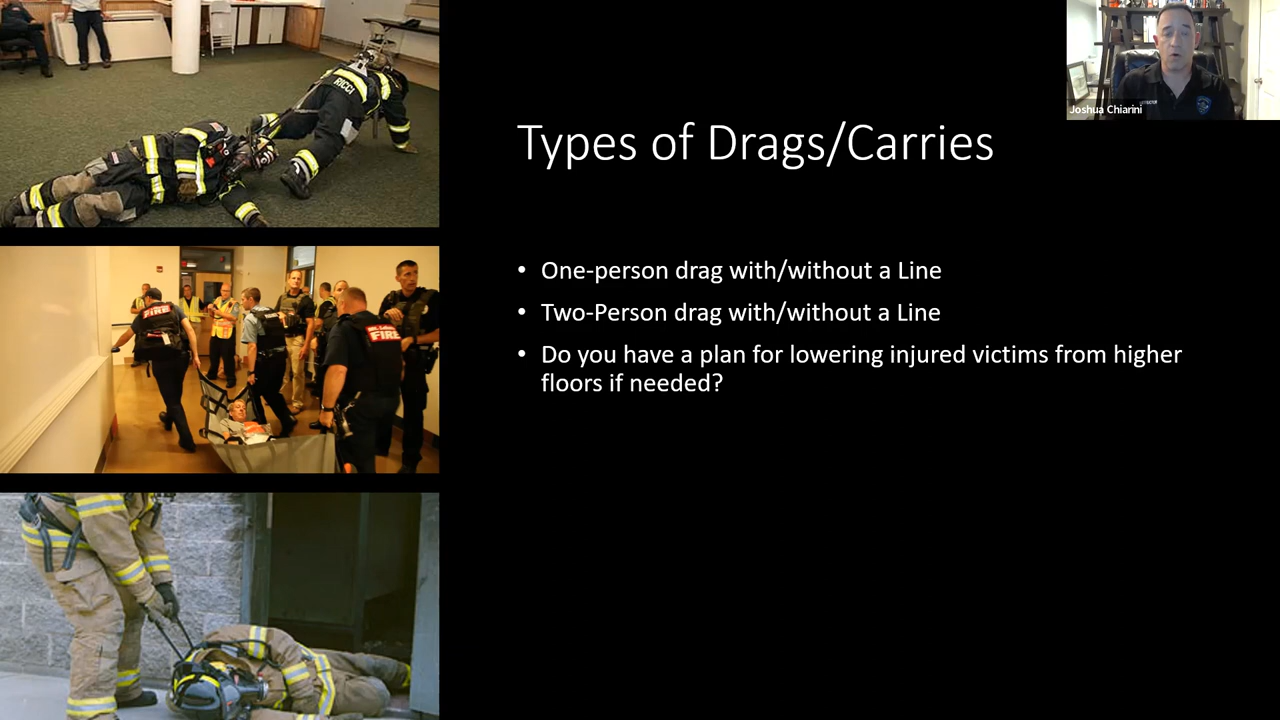 RICCI
Joshua Chiarini
Types of Drags/Carries
• One-person drag with/without a Line
• Two-Person drag with/without a Line
• Do you have a plan for lowering injured victims from higher
floors if needed?
FIRE
FIRE